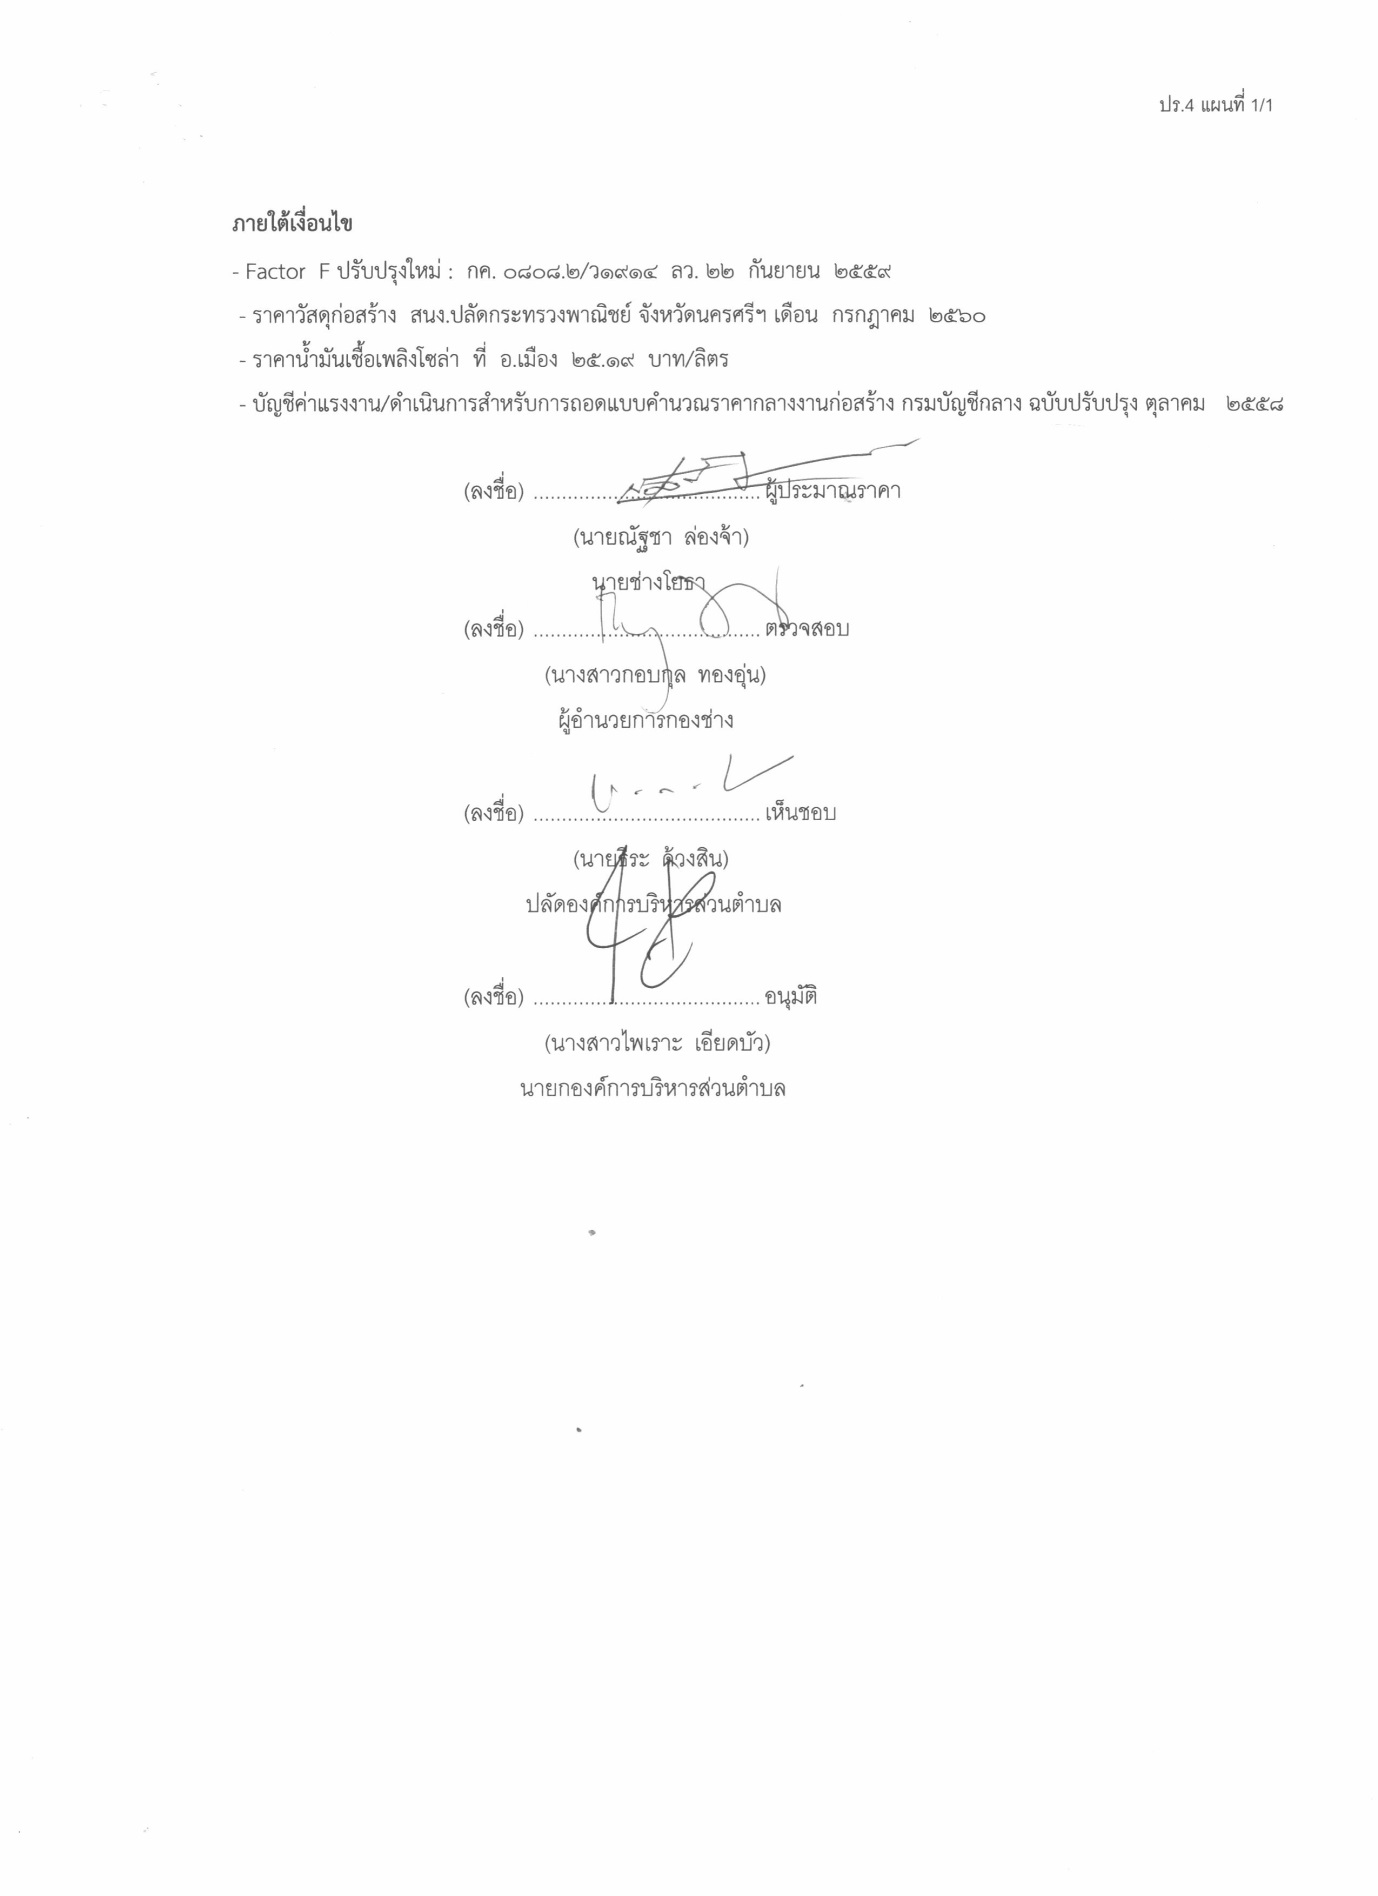 ปร.4 แผนที่ 1/1
ภายใต้เงื่อนไข
- Factor F ปรับปรุงใหม่ : กค. ๐๘๐๘.๒/ว๑๙๑๔ ลว. ๒๒ กันยายน ๒๕๕๙
- ราคาวัสดุก่อสร้าง สนง.ปลัดกระทรวงพาณิชย์ จังหวัดนครศรีฯ เดือน กรกฎาคม ๒๕๖๐
- ราคาน้ำมันเชื้อเพลิงโซล่า ที่ อ.เมือง ๒๕.๑๙ บาท/ลิตร
- บัญชีค่าแรงงาน/ดำเนินการสำหรับการถอดแบบคำนวณราคากลางงานก่อสร้าง กรมบัญชีกลาง ฉบับปรับปรุง ตุลาคม ๒๕๕๘
(ลงชื่อ) ........................................ ผู้ประมาณราคา
(นายณัฐชา ล่องจ้า)
นายช่างโยธา
(ลงชื่อ) ........................................ ตรวจสอบ
(นางสาวกอบกุล ทองอุ่น)
ผู้อำนวยการกองช่าง
(ลงชื่อ) ........................................ เห็นชอบ
(นายธีระ ด้วงสิน)
ปลัดองค์การบริหารส่วนตำบล
(ลงชื่อ) ........................................ อนุมัติ
(นางสาวไพเราะ เอียดบัว)
นายกองค์การบริหารส่วนตำบล